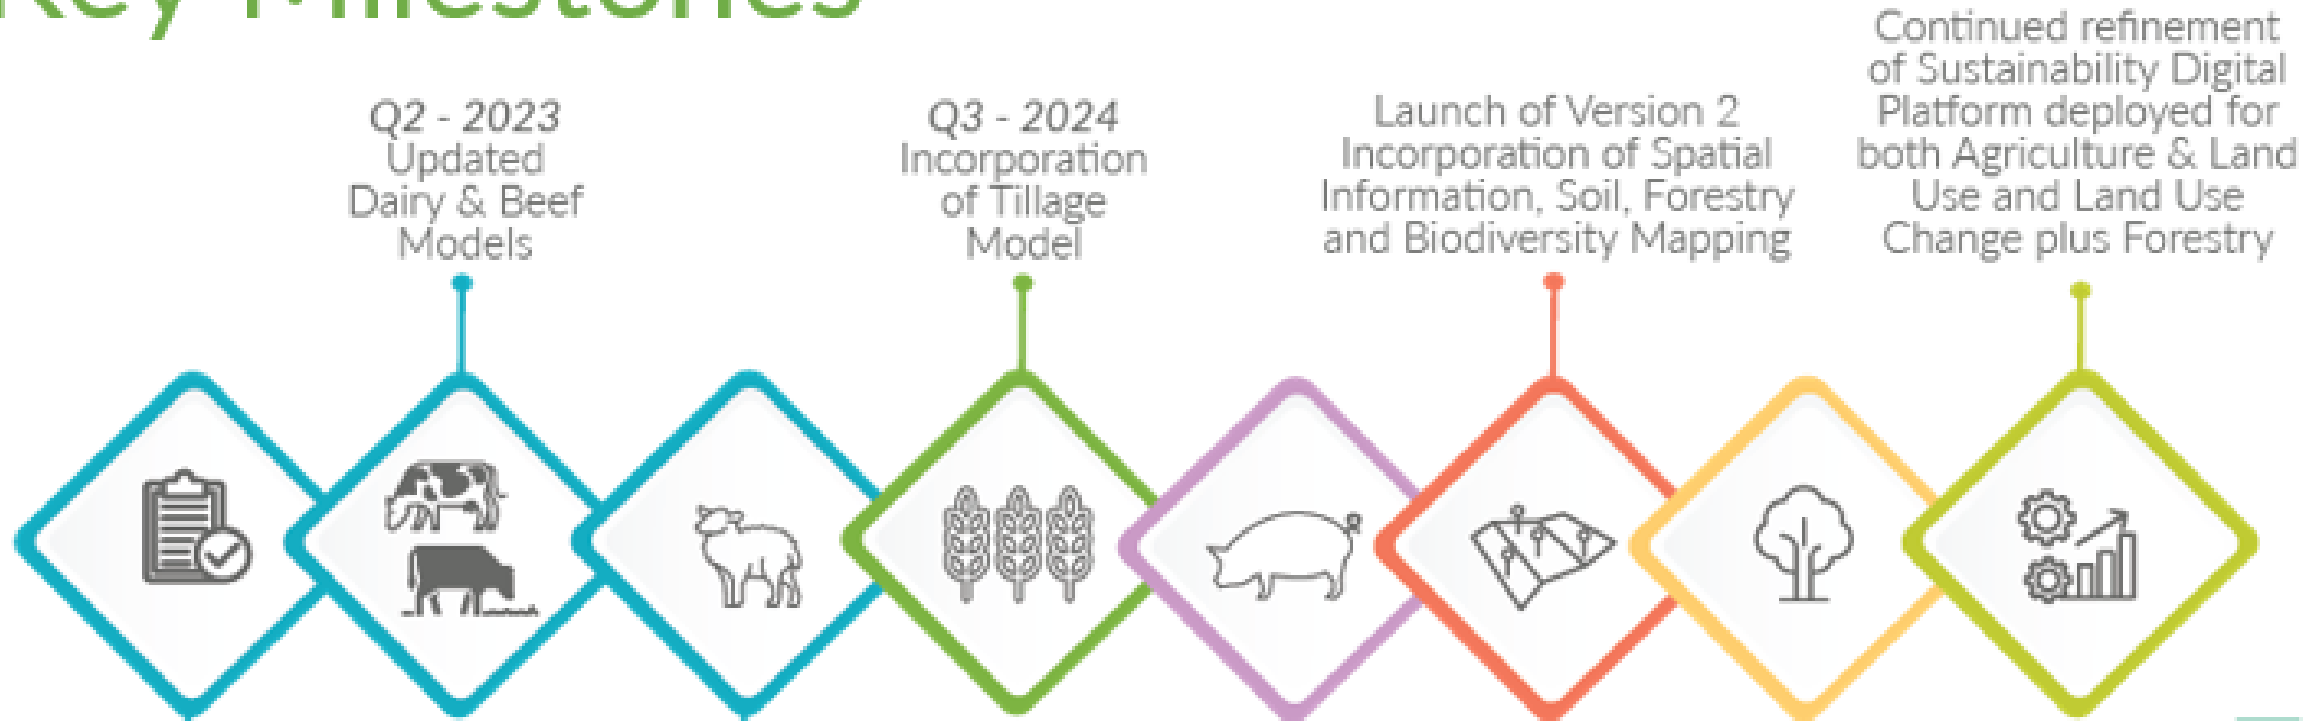 Key Milestones
Q2 - 2023
Updated
Dairy & Beef
Models
Q3 - 2024
Incorporation
of Tillage
Model
Launch of Version 2
Incorporation of Spatial
Information, Soil, Forestry
and Biodiversity Mapping
Continued refinement
of Sustainability Digital
Platform deployed for
both Agriculture & Land
Use and Land Use
Change plus Forestry